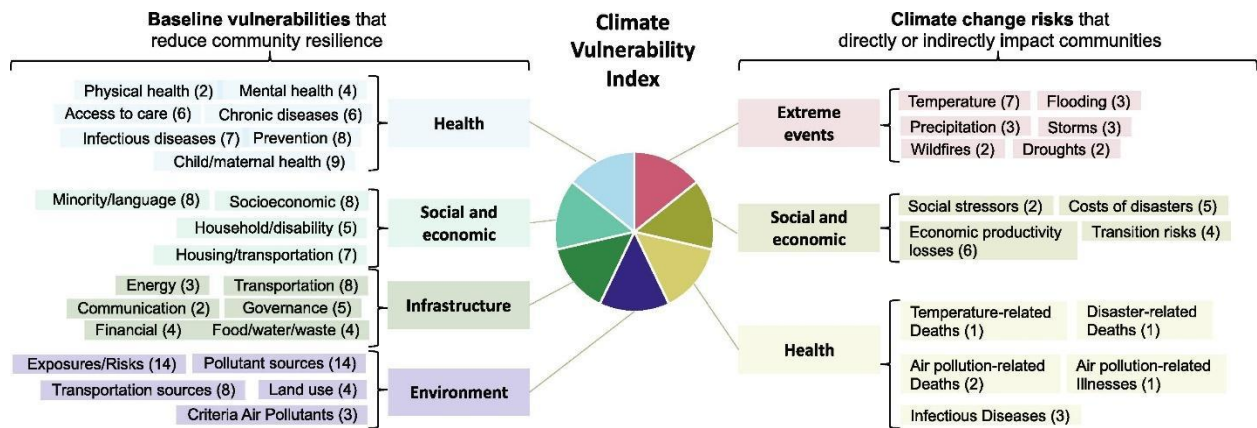 Baseline vulnerabilities that
reduce community resilience
Climate
Vulnerability
Index
Climate change risks that
directly or indirectly impact communities
Physical health (2)
Mental health (4)
Access to care (6)
Chronic diseases (6)
Infectious diseases (7)
Prevention (8)
Child/maternal health (9)
Health
Minority/language (8)
Socioeconomic (8)
Household/disability (5)
Housing/transportation (7)
Social and
economic
Energy (3)
Transportation (8)
Communication (2)
Governance (5)
Financial (4)
Food/water/waste (4)
Infrastructure
Exposures/Risks (14)
Pollutant sources (14)
Transportation sources (8)
Land use (4)
Criteria Air Pollutants (3)
Environment
Extreme
events
Temperature (7)
Flooding (3)
Precipitation (3)
Storms (3)
Wildfires (2)
Droughts (2)
Social and
economic
Social stressors (2)
Costs of disasters (5)
Economic productivity
losses (6)
Transition risks (4)
Health
Temperature-related
Deaths (1)
Disaster-related
Deaths (1)
Air pollution-related
Deaths (2)
Air pollution-related
Illnesses (1)
Infectious Diseases (3)